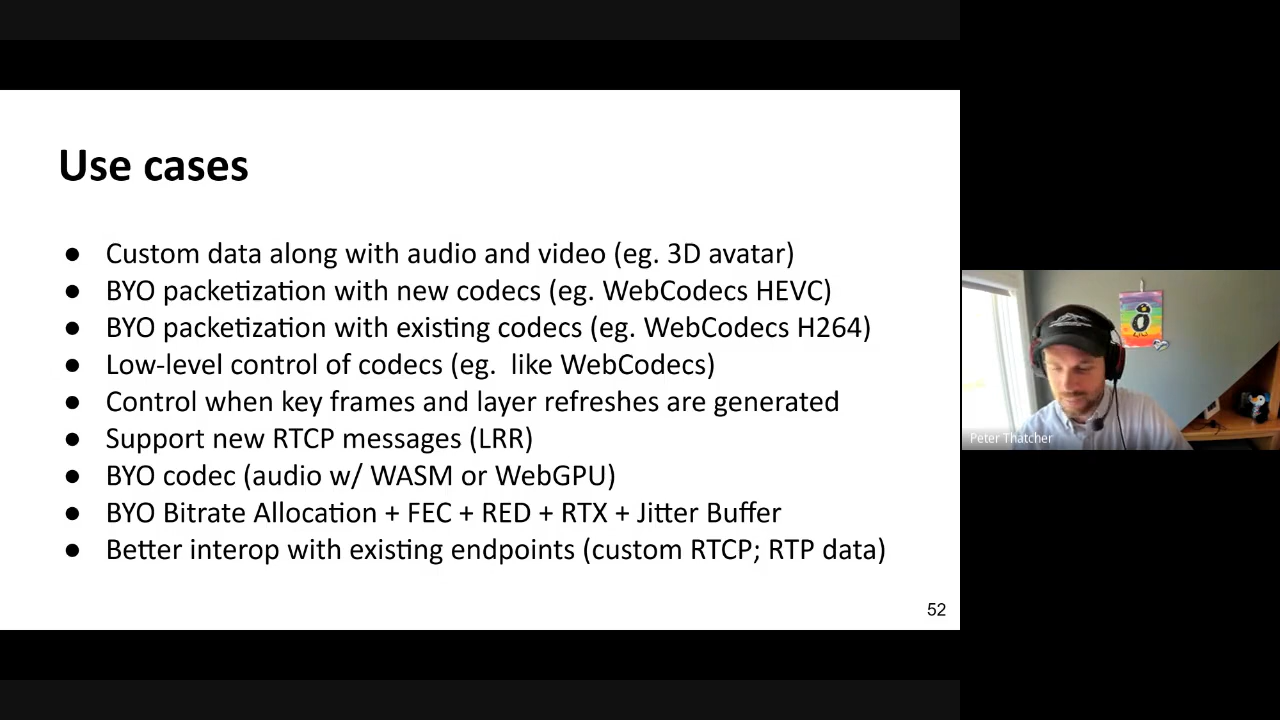 Use cases
● Custom data along with audio and video (eg. 3D avatar)
● BYO packetization with new codecs (eg. WebCodecs HEVC)
● BYO packetization with existing codecs (eg. WebCodecs H264)
● Low-level control of codecs (eg.  like WebCodecs)
● Control when key frames and layer refreshes are generated
● Support new RTCP messages (LRR)
● BYO codec (audio w/ WASM or WebGPU)
● BYO Bitrate Allocation + FEC + RED + RTX + Jitter Buffer
● Better interop with existing endpoints (custom RTCP; RTP data)
52
Peter Thatcher